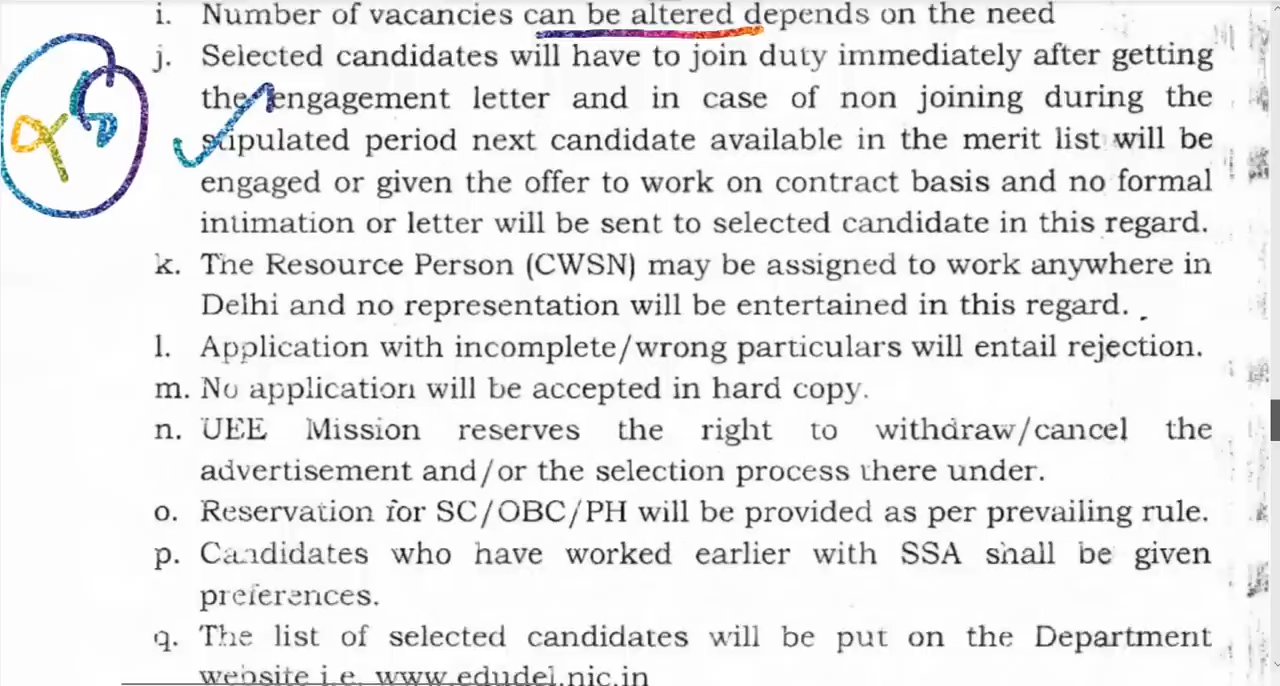 i. Number of vacancies can be altered depends on the need
j. Selected candidates will have to join duty immediately after getting
the engagement letter and in case of non joining during the
stipulated period next candidate available in the merit list will be
engaged or given the offer to work on contract basis and no formal
intimation or letter will be sent to selected candidate in this regard.
k. The Resource Person (CWSN) may be assigned to work anywhere in
Delhi and no representation will be entertained in this regard.
l. Application with incomplete/wrong particulars will entail rejection.
m. No application will be accepted in hard copy.
n. UEE Mission reserves the right to withdraw/cancel the
advertisement and/or the selection process there under.
o. Reservation for SC/OBC/PH will be provided as per prevailing rule.
p. Candidates who have worked earlier with SSA shall be given
preferences.
q. The list of selected candidates will be put on the Department
website i.e. www.edudel.nic.in